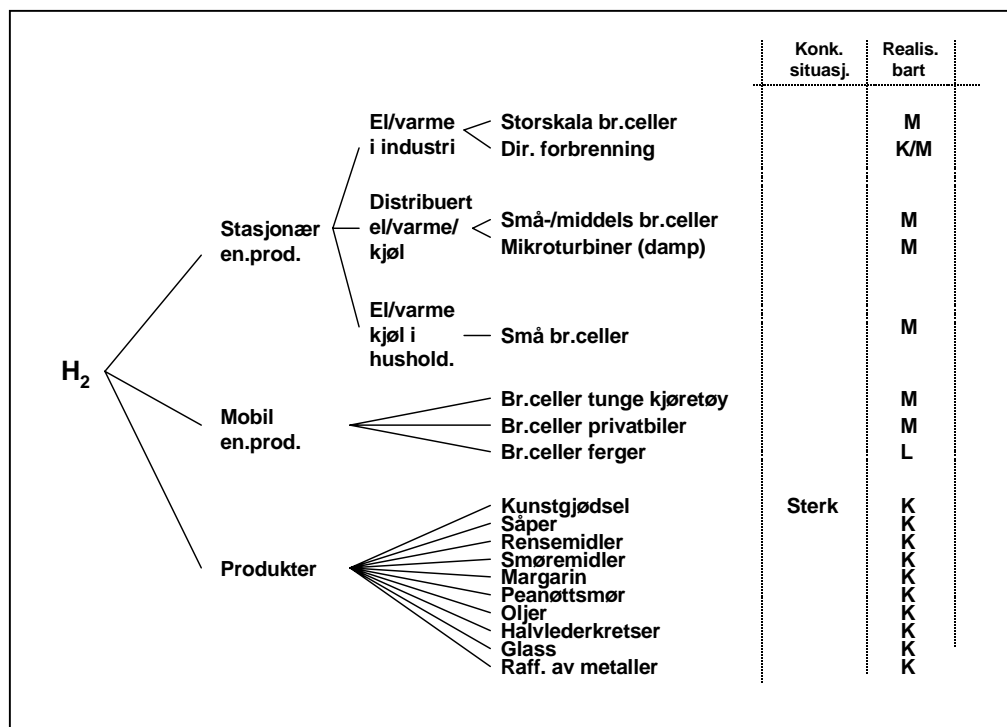 Konk. situasj.
Realis. bart
El/varme i industri
Storskala br.celler M
Dir. forbrenning K/M
Stasjonær en.prod.
Distribuert el/varme/ kjøl
Små-/middels br.celler M
Mikroturbiner (damp) M
El/varme kjøl i hushold.
Små br.celler M
H2
Mobil en.prod.
Br.celler tunge kjøretøy M
Br.celler privatbiler M
Br.celler ferger L
Produkter
Kunstgjødsel Sterk K
Såper K
Rensemidler K
Smøremidler K
Margarin K
Peanøttsmør K
Oljer K
Halvlederkretser K
Glass K
Raff. av metaller K